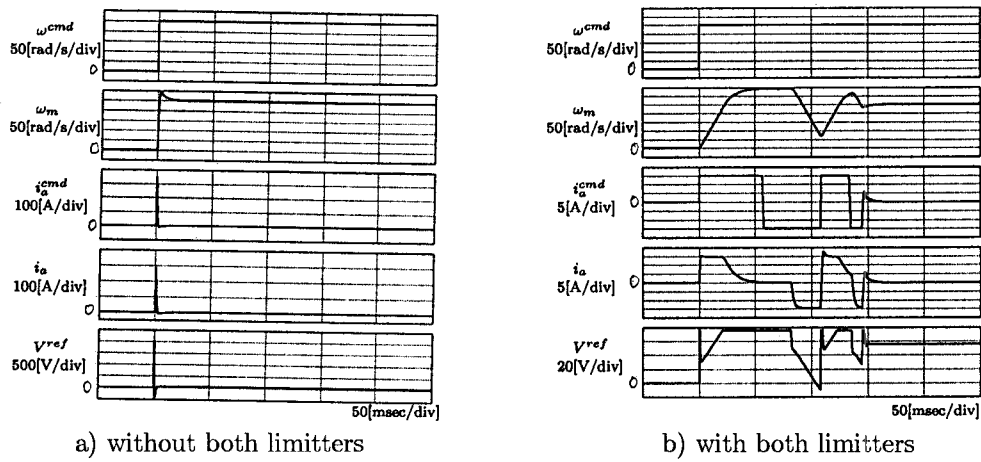 ω^cmd
50[rad/s/div]
0
ω_m
50[rad/s/div]
0
i_a^cmd
100[A/div]
0
i_a
100[A/div]
0
V^ref
500[V/div]
0
50[msec/div]
a) without both limitters
ω^cmd
50[rad/s/div]
0
ω_m
50[rad/s/div]
0
i_a^cmd
0
5[A/div]
i_a
0
5[A/div]
V^ref
20[V/div]
0
50[msec/div]
b) with both limitters